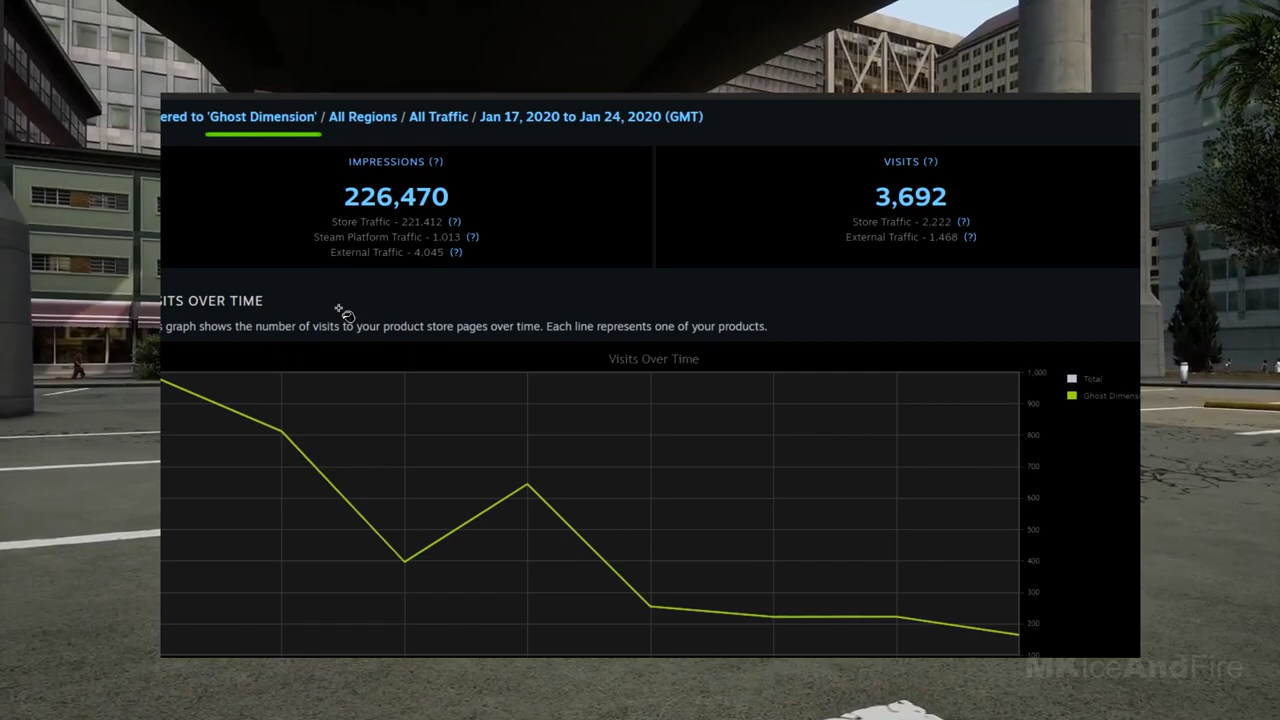 ered to 'Ghost Dimension' / All Regions / All Traffic / Jan 17, 2020 to Jan 24, 2020 (GMT)
IMPRESSIONS (?)
226,470
Store Traffic - 221.412 (?)
Steam Platform Traffic - 1.013 (?)
External Traffic - 4.045 (?)
VISITS (?)
3,692
Store Traffic - 2.222 (?)
External Traffic - 1.468 (?)
SITS OVER TIME
s graph shows the number of visits to your product store pages over time. Each line represents one of your products.
Visits Over Time
1,000
900
800
700
600
500
400
300
200
100
Total
Ghost Dimens
MKIceAndFire